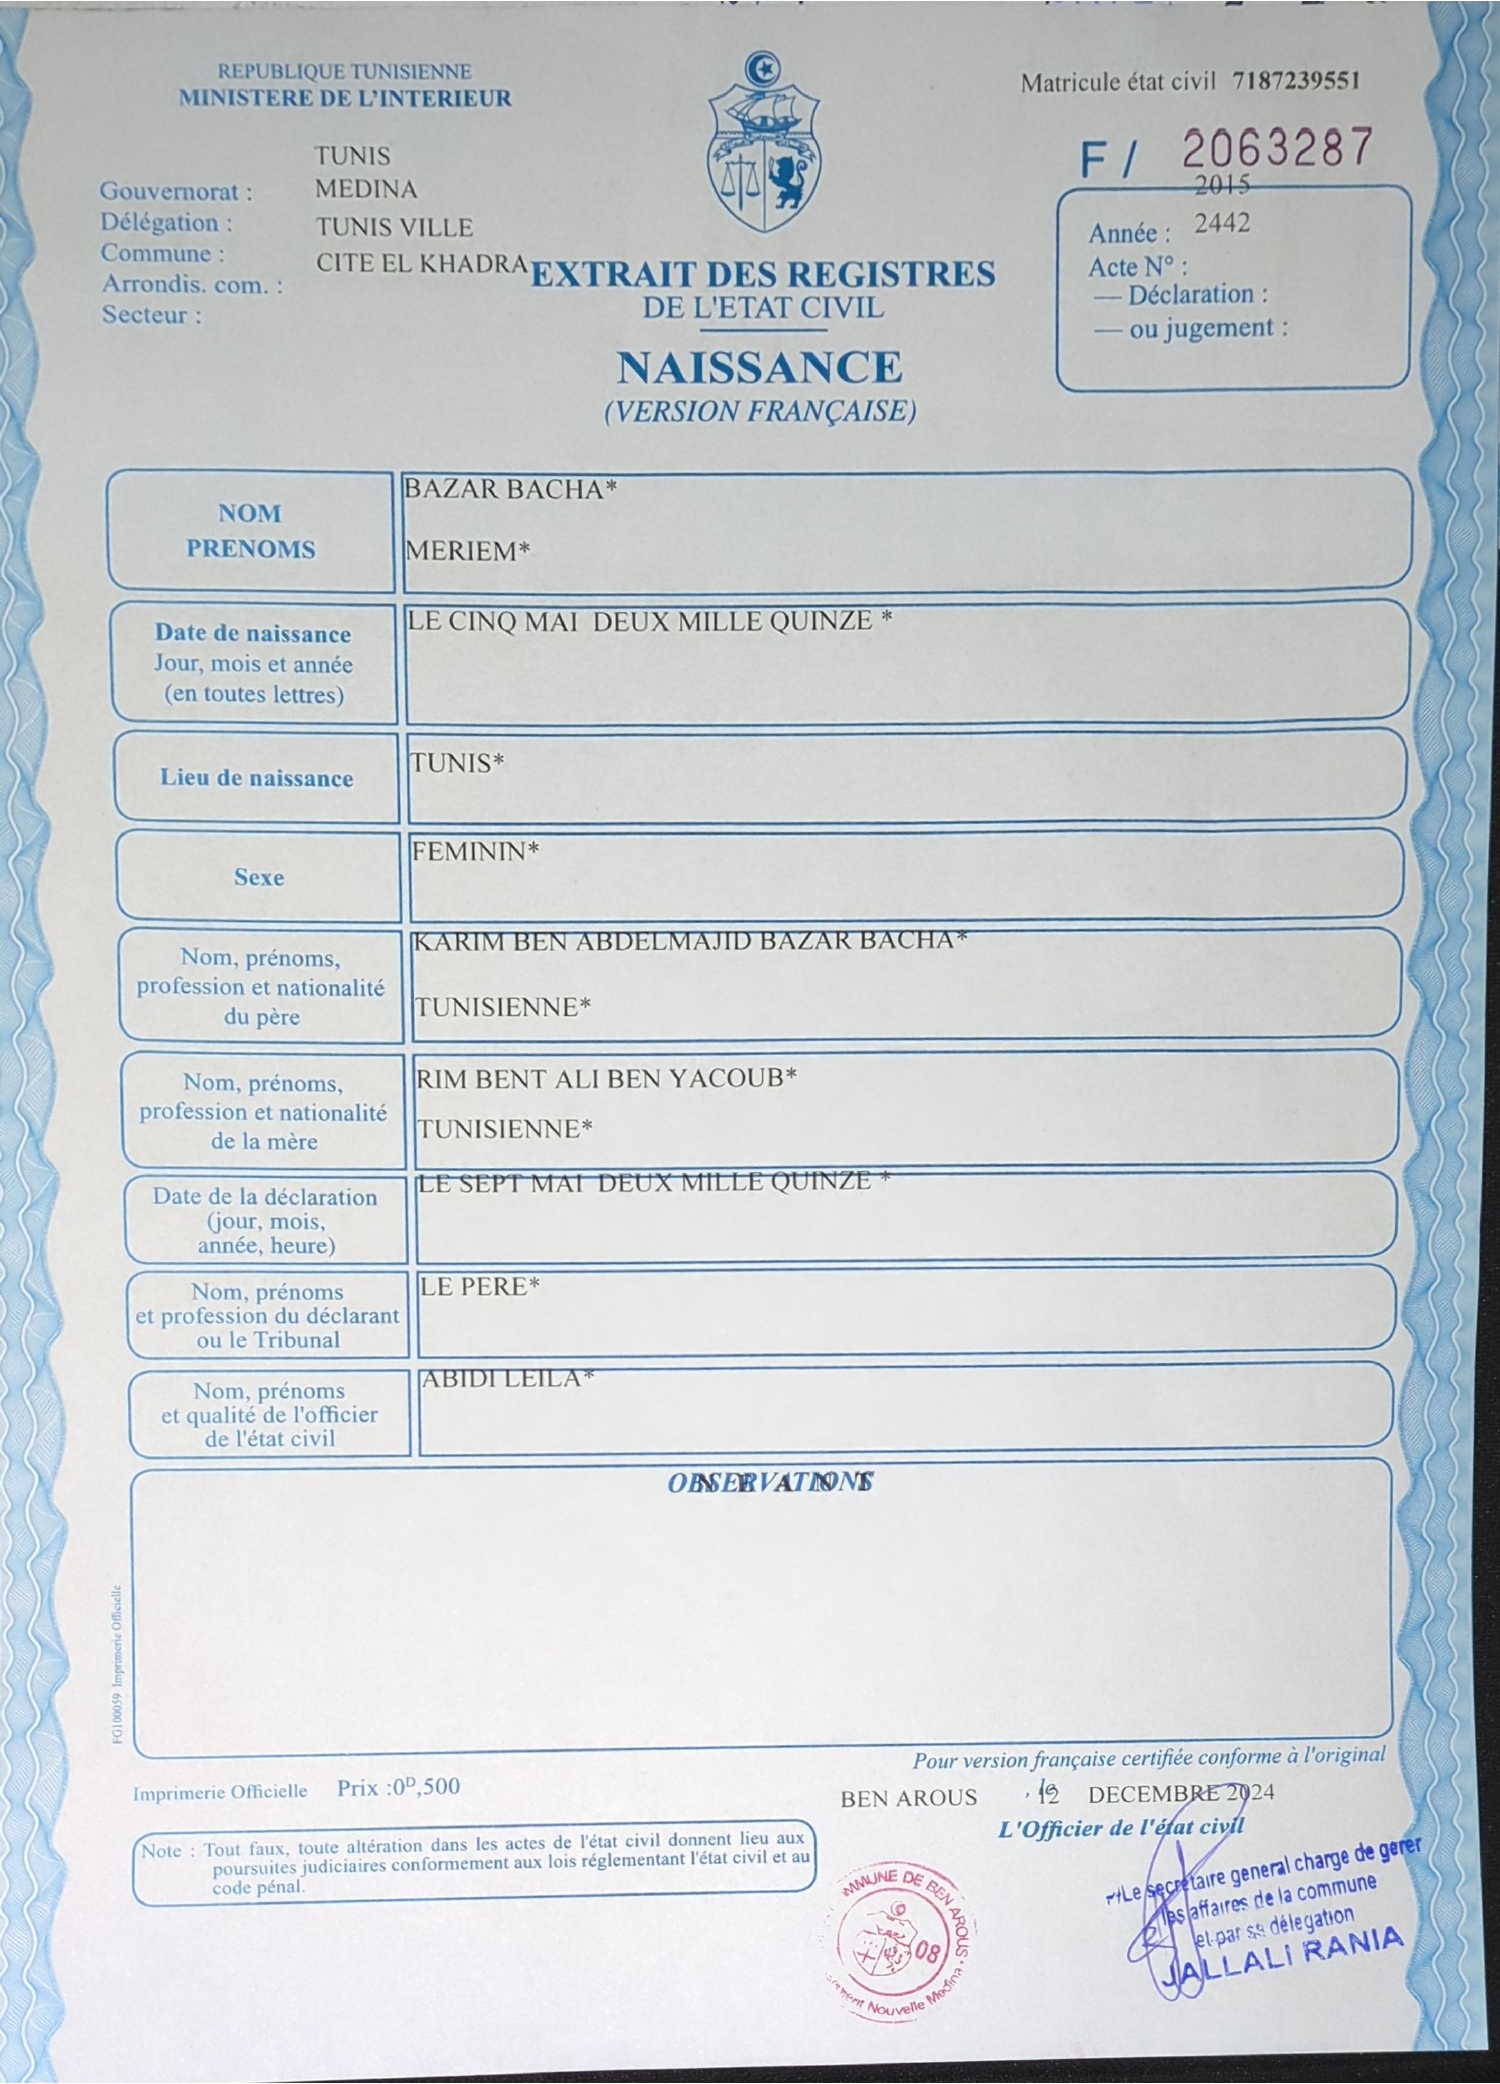 REPUBLIQUE TUNISIENNE
MINISTERE DE L'INTERIEUR
Matricule état civil 7187239551
F / 2063287
TUNIS
Gouvernorat : MEDINA
Délégation : TUNIS VILLE
Commune : CITE EL KHADRA
Arrondis. com. :
Secteur :
2015
Année : 2442
Acte N° :
— Déclaration :
— ou jugement :
EXTRAIT DES REGISTRES
DE L'ETAT CIVIL
NAISSANCE
(VERSION FRANÇAISE)
NOM
PRENOMS
BAZAR BACHA*
MERIEM*
Date de naissance
Jour, mois et année
(en toutes lettres)
LE CINQ MAI DEUX MILLE QUINZE *
Lieu de naissance
TUNIS*
Sexe
FEMININ*
Nom, prénoms,
profession et nationalité
du père
KARIM BEN ABDELMAJID BAZAR BACHA*
TUNISIENNE*
Nom, prénoms,
profession et nationalité
de la mère
RIM BENT ALI BEN YACOUB*
TUNISIENNE*
Date de la déclaration
(jour, mois,
année, heure)
LE SEPT MAI DEUX MILLE QUINZE *
Nom, prénoms
et profession du déclarant
ou le Tribunal
LE PERE*
Nom, prénoms
et qualité de l'officier
de l'état civil
ABIDI LEILA*
OBSERVATIONS
N E A N T
FG100059 Imprimerie Officielle
Pour version française certifiée conforme à l'original
Imprimerie Officielle Prix :0ᴰ,500
BEN AROUS , le 12 DECEMBRE 2024
L'Officier de l'état civil
Note : Tout faux, toute altération dans les actes de l'état civil donnent lieu aux
poursuites judiciaires conformement aux lois réglementant l'état civil et au
code pénal.
Le secretaire general charge de gerer
les affaires de la commune
et par sa délegation
JALLALI RANIA
MMUNE DE BEN AROUS
08
Nouvelle Medina